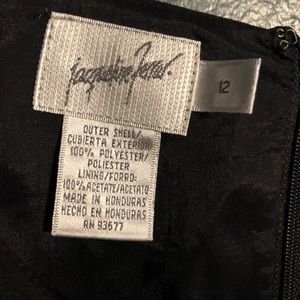 jacqueline ferrar.
12
OUTER SHELL/
CUBIERTA EXTERIOR
100% POLYESTER/
POLIESTER
LINING/FORRO:
100%ACETATE/ACETATO
MADE IN HONDURAS
HECHO EN HONDURAS
RN 93677